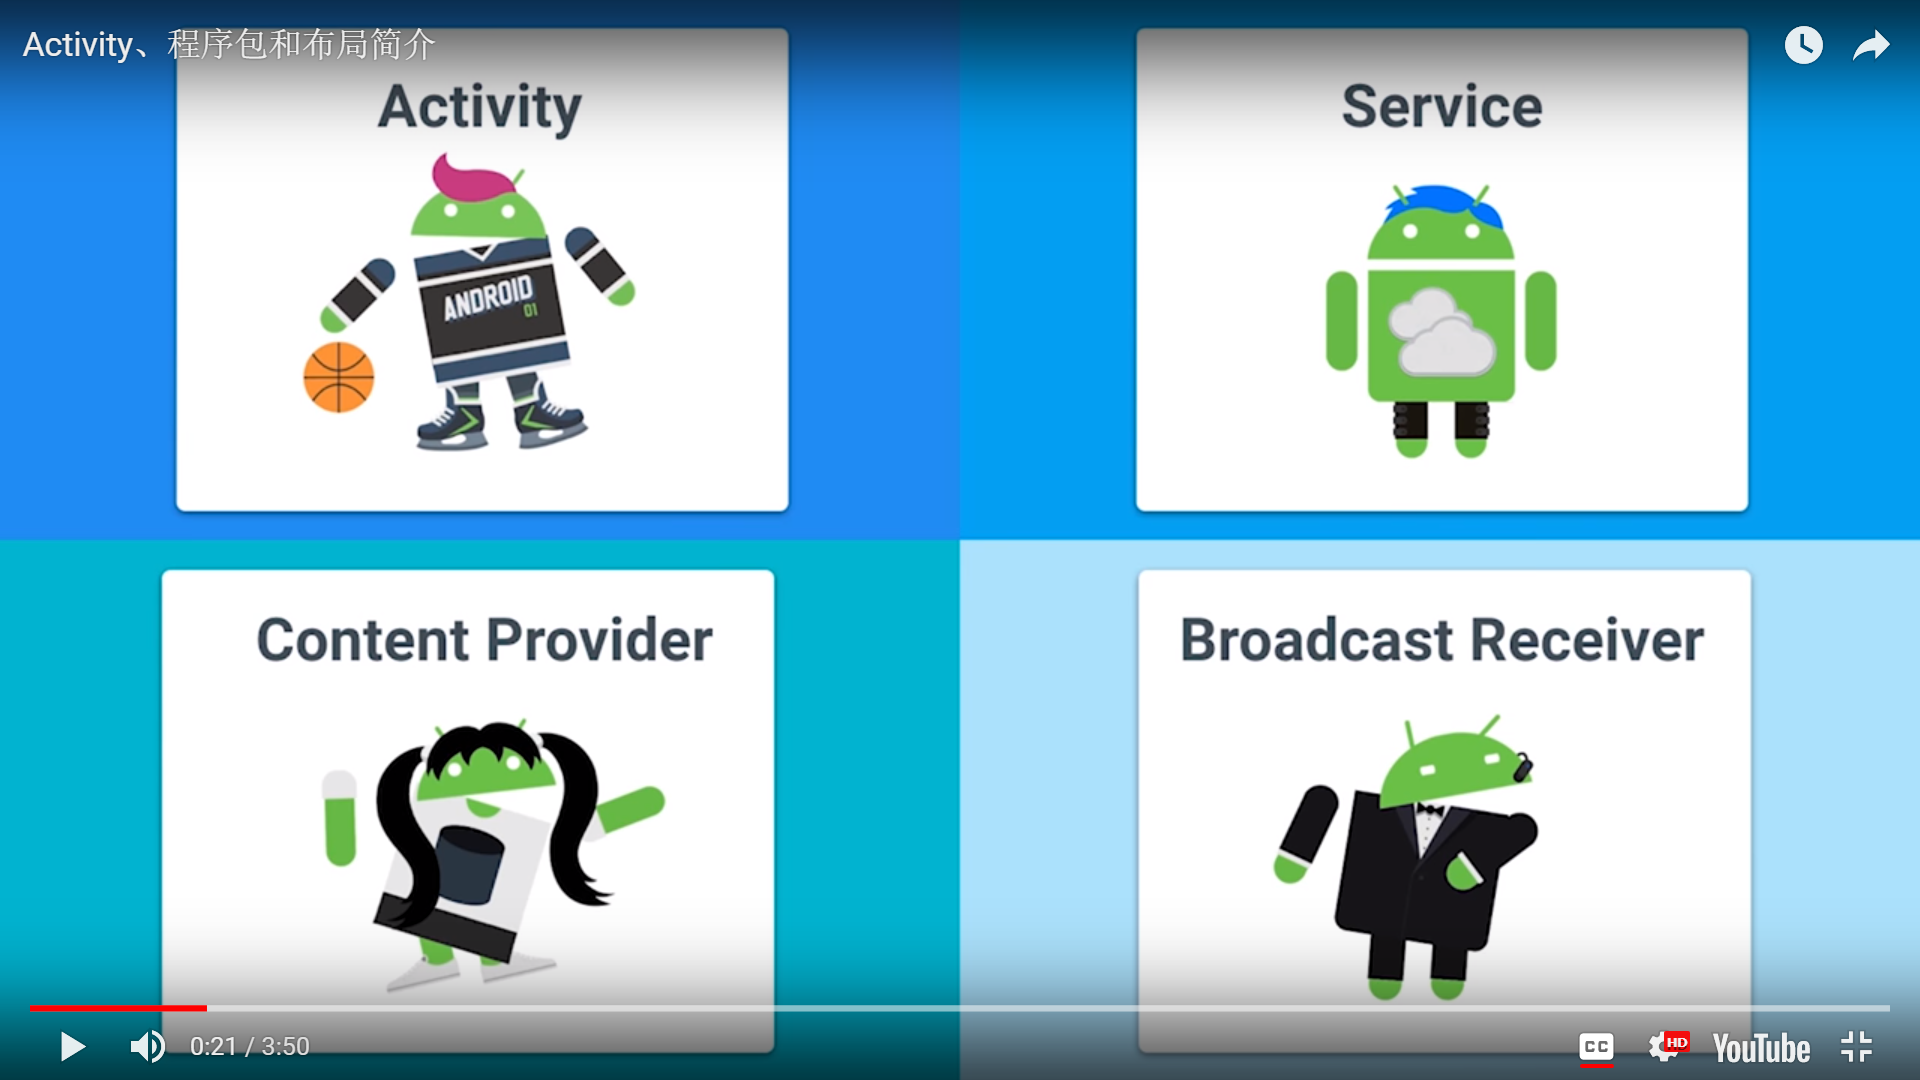 Activity、程序包和布局简介
Activity
Service
ANDROID
01
Content Provider
Broadcast Receiver
0:21 / 3:50
CC
HD
YouTube